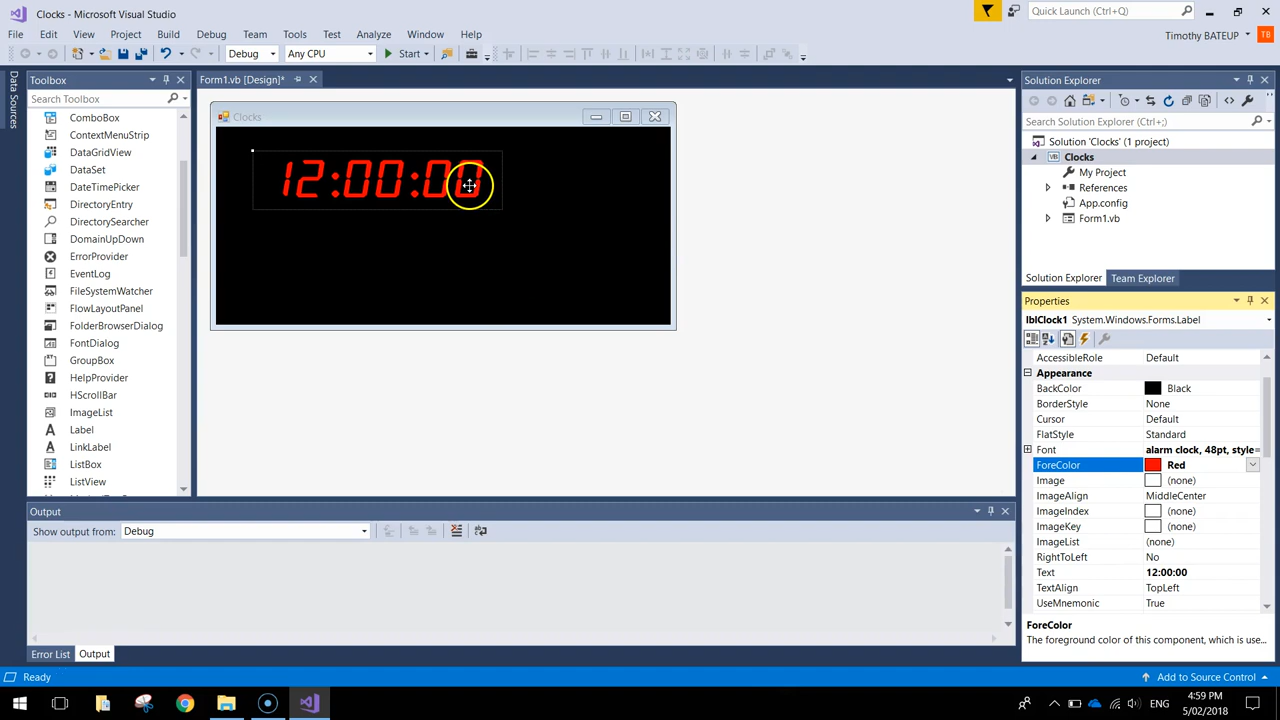 Clocks - Microsoft Visual Studio
Quick Launch (Ctrl+Q)
File Edit View Project Build Debug Team Tools Test Analyze Window Help
Timothy BATEUP
TB
Debug Any CPU Start
Data Sources
Toolbox
Search Toolbox
ComboBox
ContextMenuStrip
DataGridView
DataSet
DateTimePicker
DirectoryEntry
DirectorySearcher
DomainUpDown
ErrorProvider
EventLog
FileSystemWatcher
FlowLayoutPanel
FolderBrowserDialog
FontDialog
GroupBox
HelpProvider
HScrollBar
ImageList
Label
LinkLabel
ListBox
ListView
Form1.vb [Design]*
Clocks
12:00:00
Solution Explorer
Search Solution Explorer (Ctrl+;)
Solution 'Clocks' (1 project)
VB Clocks
My Project
References
App.config
Form1.vb
Solution Explorer Team Explorer
Properties
lblClock1 System.Windows.Forms.Label
AccessibleRole Default
Appearance
BackColor Black
BorderStyle None
Cursor Default
FlatStyle Standard
Font alarm clock, 48pt, style=
ForeColor Red
Image (none)
ImageAlign MiddleCenter
ImageIndex (none)
ImageKey (none)
ImageList (none)
RightToLeft No
Text 12:00:00
TextAlign TopLeft
UseMnemonic True
ForeColor
The foreground color of this component, which is use...
Output
Show output from: Debug
Error List Output
Ready
Add to Source Control
ENG
4:59 PM
5/02/2018